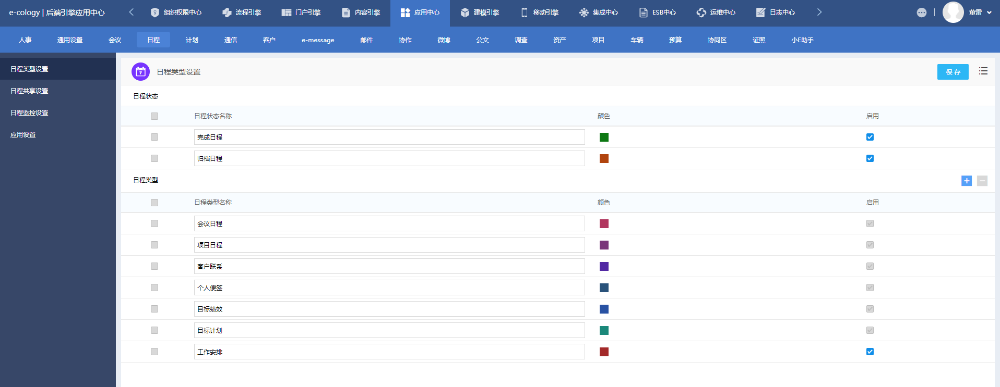 e-cology | 后端引擎应用中心 组织权限中心 流程引擎 门户引擎 内容引擎 应用中心 建模引擎 移动引擎 集成中心 ESB中心 运维中心 日志中心 萤雷
人事 通用设置 会议 日程 计划 通信 客户 e-message 邮件 协作 微博 公文 调查 资产 项目 车辆 预算 协同区 证照 小E助手
日程类型设置
日程共享设置
日程监控设置
应用设置
7 日程类型设置 保 存
日程状态
日程状态名称 颜色 启用
完成日程
归档日程
日程类型
日程类型名称 颜色 启用
会议日程
项目日程
客户联系
个人便签
目标绩效
目标计划
工作安排